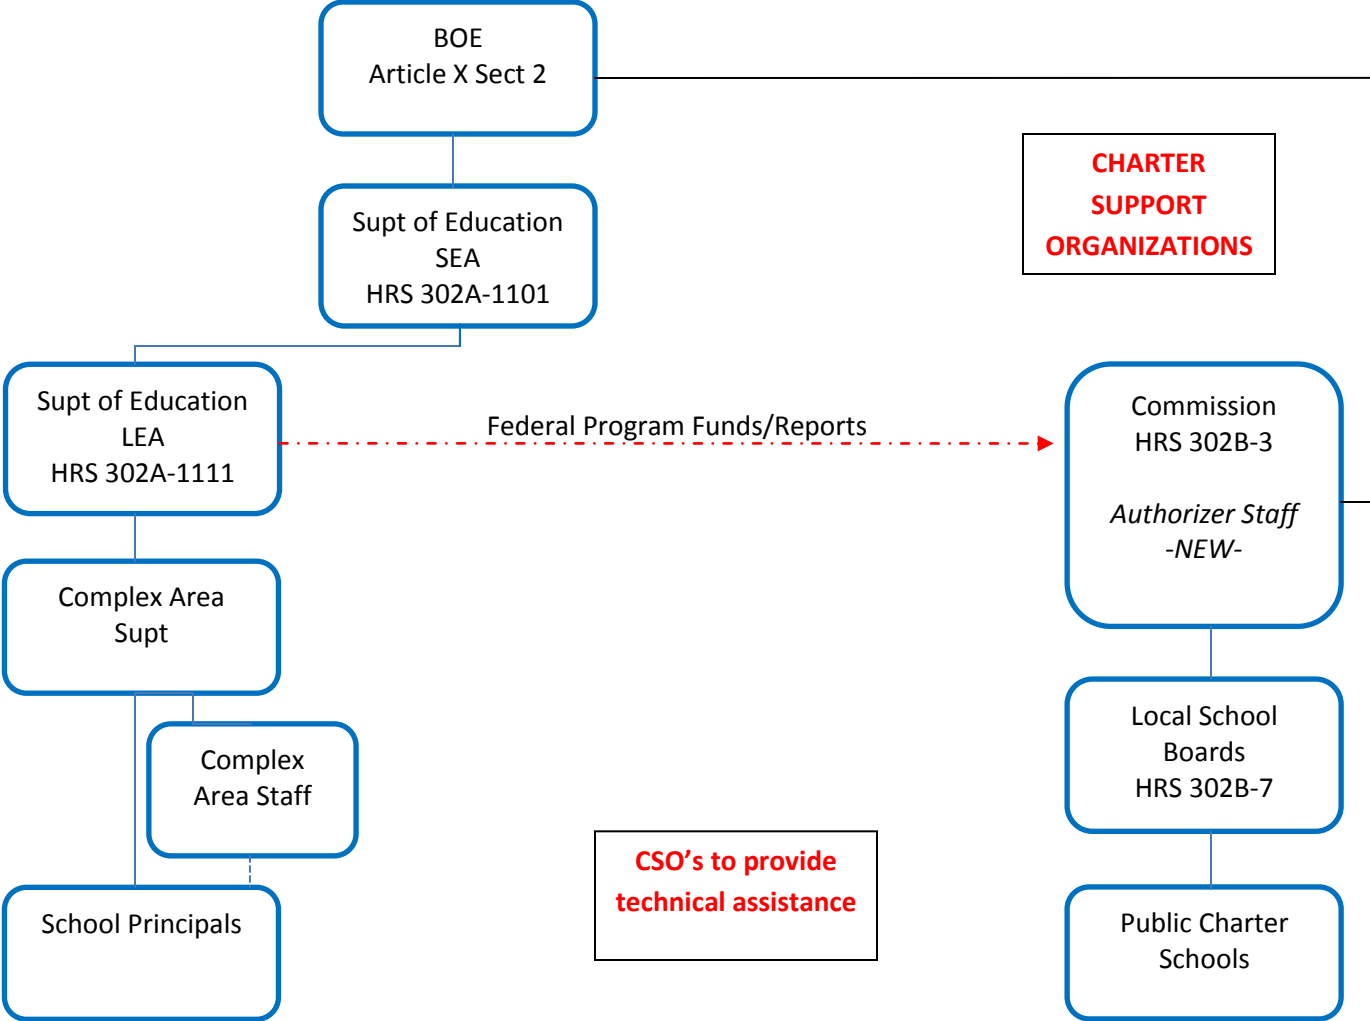 BOE
Article X Sect 2
CHARTER
SUPPORT
ORGANIZATIONS
Supt of Education
SEA
HRS 302A-1101
Supt of Education
LEA
HRS 302A-1111
Federal Program Funds/Reports
Commission
HRS 302B-3
Authorizer Staff
-NEW-
Complex Area
Supt
Complex
Area Staff
Local School
Boards
HRS 302B-7
CSO’s to provide
technical assistance
School Principals
Public Charter
Schools